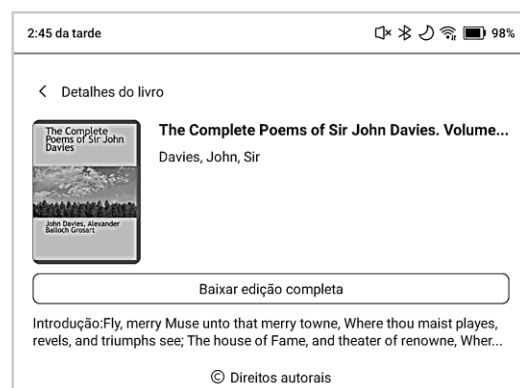 2:45 da tarde
98%
Detalhes do livro
The Complete
Poems of Sir John
Davies
John Davies, Alexander
Balloch Grosart
The Complete Poems of Sir John Davies. Volume...
Davies, John, Sir
Baixar edição completa
Introdução:Fly, merry Muse unto that merry towne, Where thou maist playes,
revels, and triumphs see; The house of Fame, and theater of renowne, Wher...
© Direitos autorais